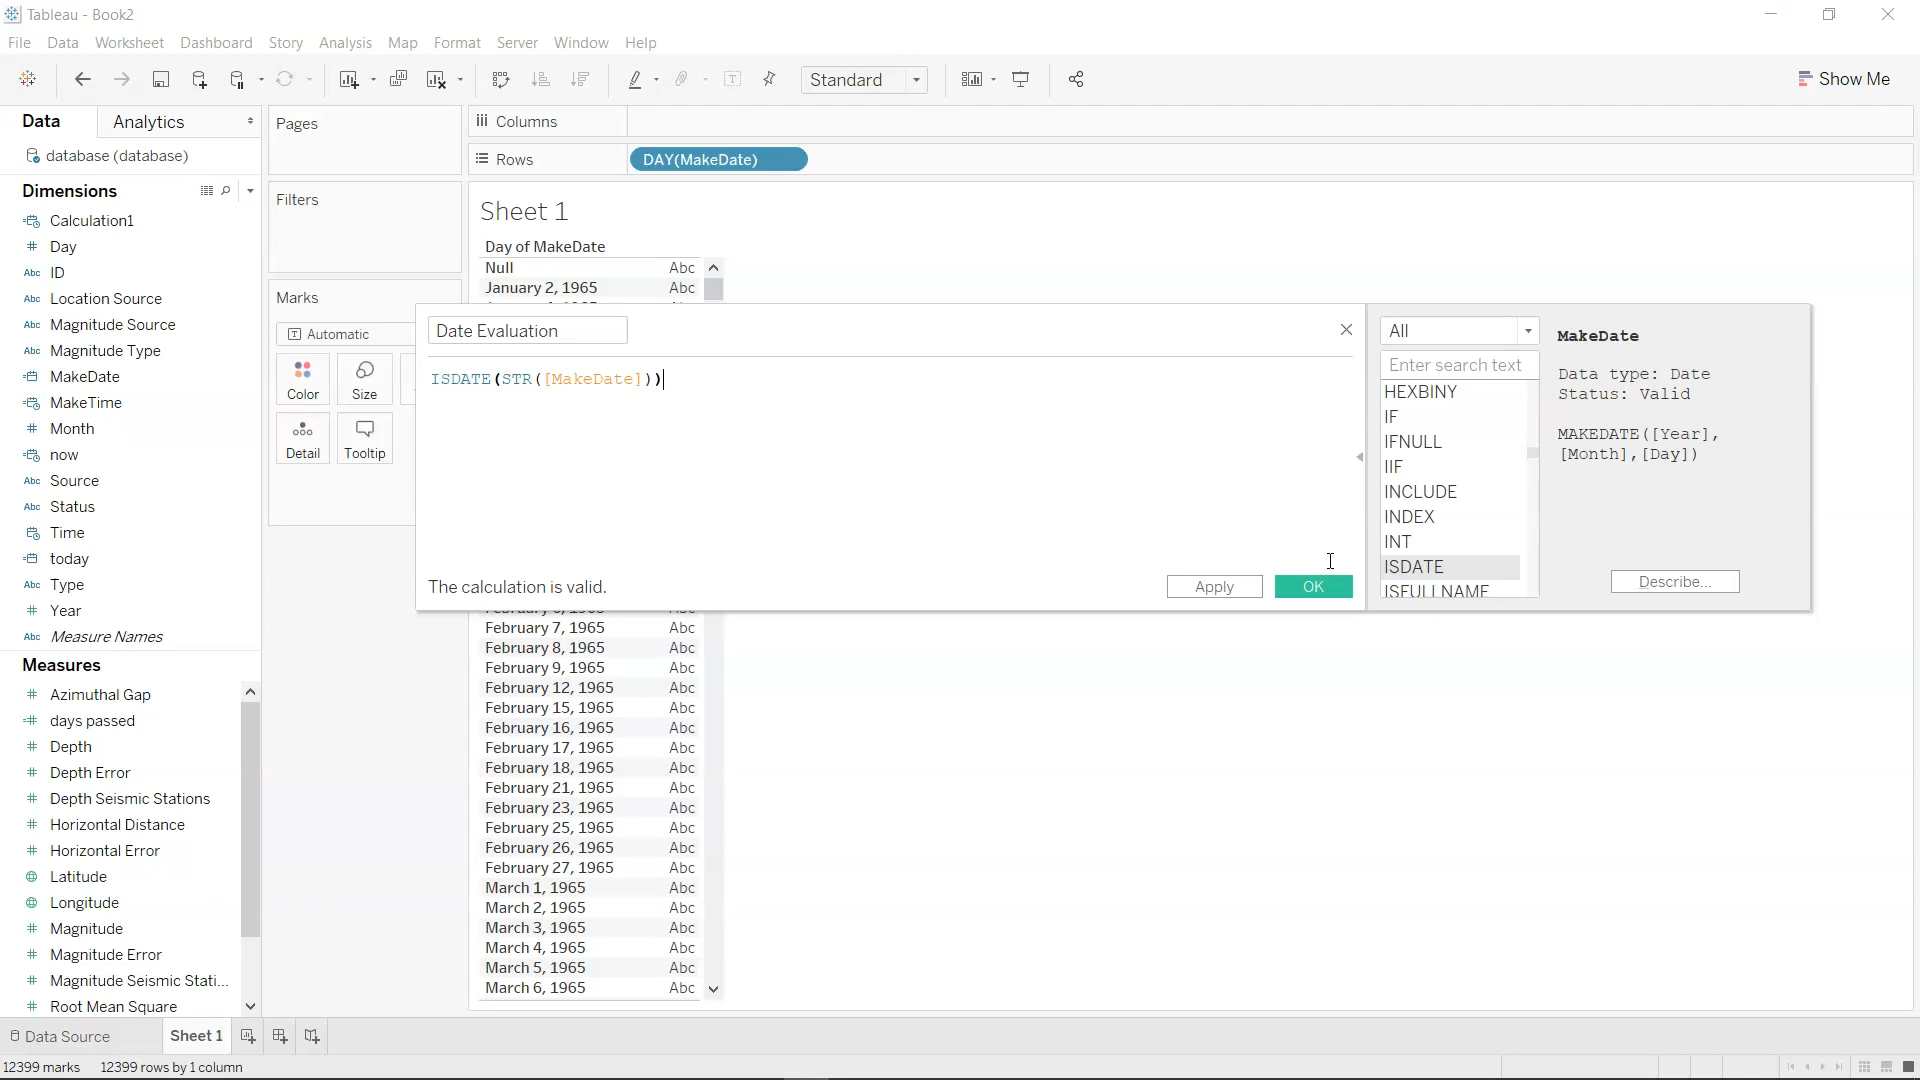 Tableau - Book2
File Data Worksheet Dashboard Story Analysis Map Format Server Window Help
Standard
Show Me
Data
Analytics
database (database)
Dimensions
Calculation1
# Day
Abc ID
Abc Location Source
Abc Magnitude Source
Abc Magnitude Type
MakeDate
MakeTime
# Month
now
Abc Source
Abc Status
Time
today
Abc Type
# Year
Abc Measure Names
Measures
# Azimuthal Gap
=# days passed
# Depth
# Depth Error
# Depth Seismic Stations
# Horizontal Distance
# Horizontal Error
Latitude
Longitude
# Magnitude
# Magnitude Error
# Magnitude Seismic Stati...
# Root Mean Square
Pages
Filters
Marks
Automatic
Color
Size
Detail
Tooltip
Columns
Rows
DAY(MakeDate)
Sheet 1
Day of MakeDate
Null Abc
January 2, 1965 Abc
Date Evaluation
ISDATE(STR([MakeDate]))
The calculation is valid.
Apply
OK
All
Enter search text
HEXBINY
IF
IFNULL
IIF
INCLUDE
INDEX
INT
ISDATE
ISFULLNAME
MakeDate
Data type: Date
Status: Valid
MAKEDATE([Year],
[Month],[Day])
Describe...
February 7, 1965 Abc
February 8, 1965 Abc
February 9, 1965 Abc
February 12, 1965 Abc
February 15, 1965 Abc
February 16, 1965 Abc
February 17, 1965 Abc
February 18, 1965 Abc
February 21, 1965 Abc
February 23, 1965 Abc
February 25, 1965 Abc
February 26, 1965 Abc
February 27, 1965 Abc
March 1, 1965 Abc
March 2, 1965 Abc
March 3, 1965 Abc
March 4, 1965 Abc
March 5, 1965 Abc
March 6, 1965 Abc
Data Source
Sheet 1
12399 marks 12399 rows by 1 column